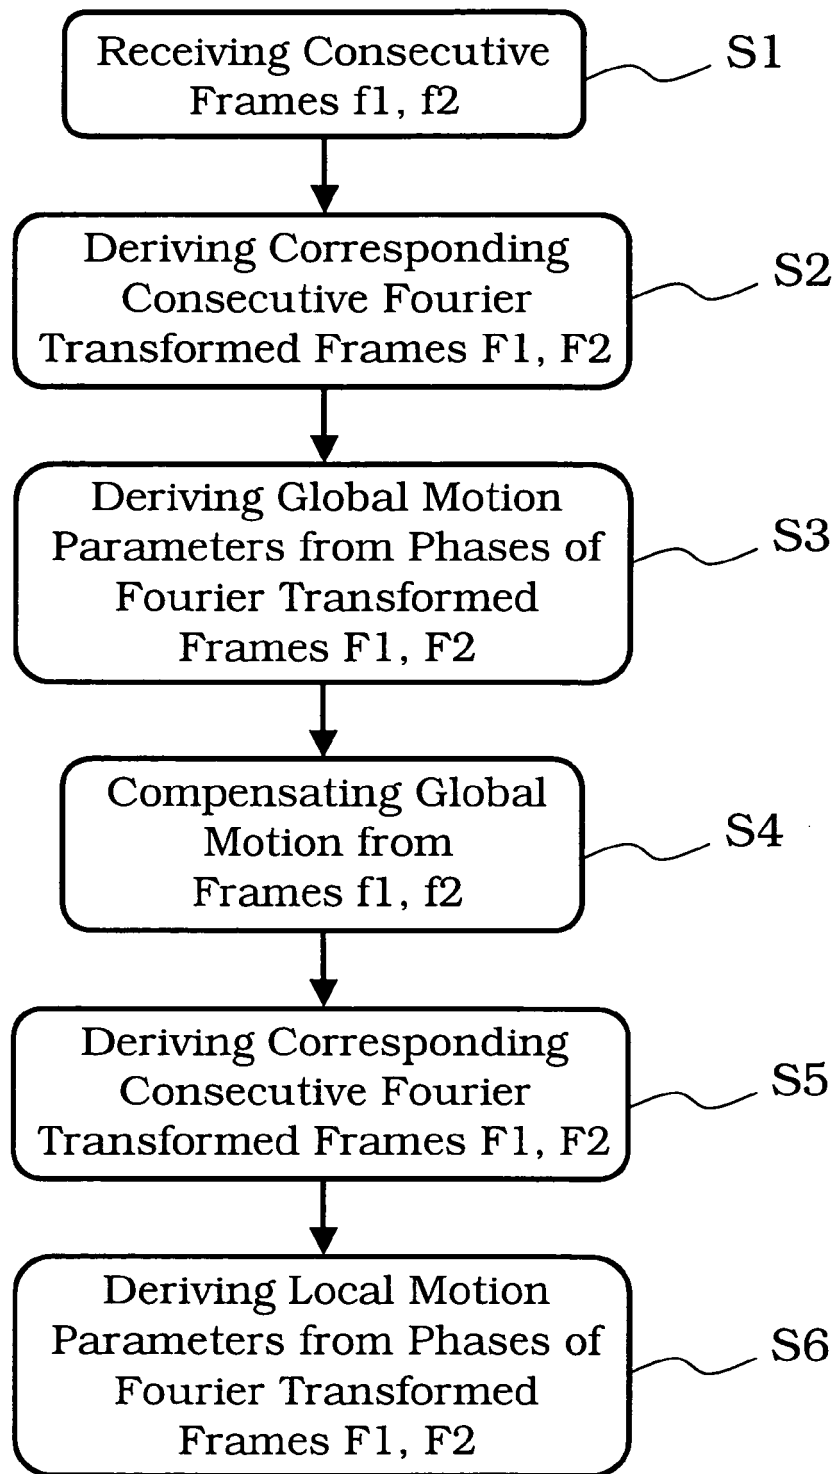 Receiving Consecutive
Frames f1, f2
S1
Deriving Corresponding
Consecutive Fourier
Transformed Frames F1, F2
S2
Deriving Global Motion
Parameters from Phases of
Fourier Transformed
Frames F1, F2
S3
Compensating Global
Motion from
Frames f1, f2
S4
Deriving Corresponding
Consecutive Fourier
Transformed Frames F1, F2
S5
Deriving Local Motion
Parameters from Phases of
Fourier Transformed
Frames F1, F2
S6